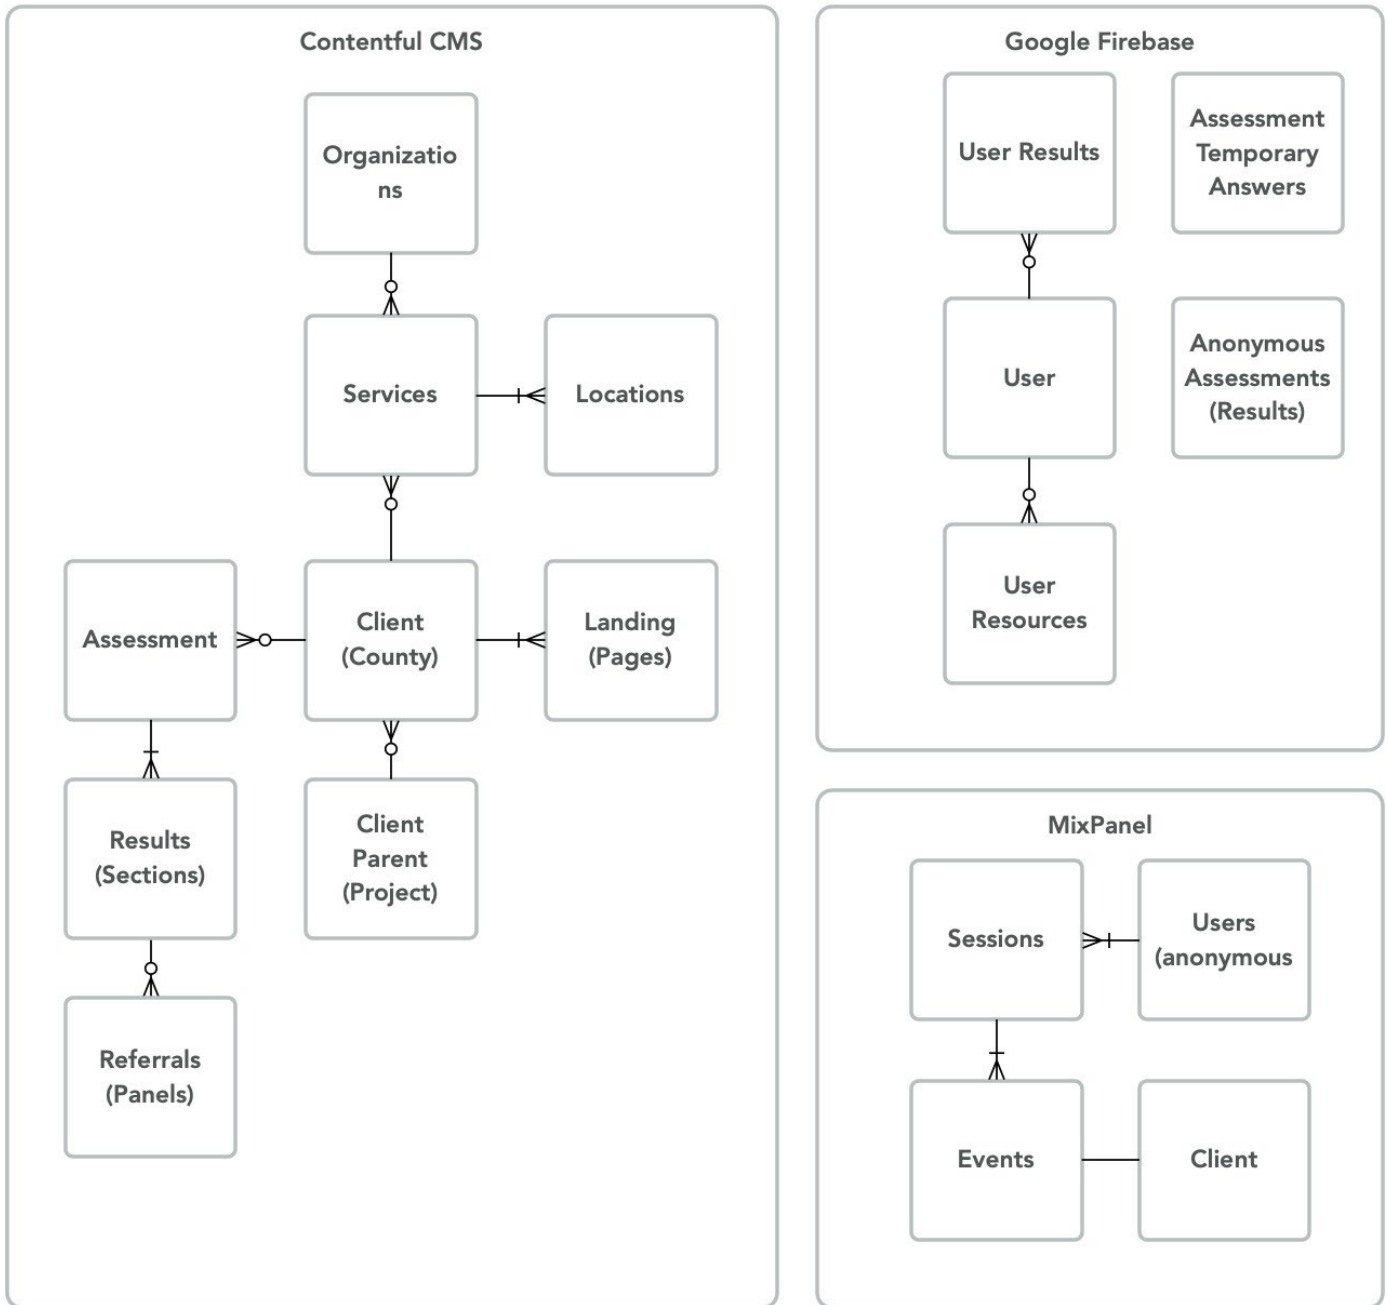 Contentful CMS
Organizatio
ns
Services
Locations
Assessment
Client
(County)
Landing
(Pages)
Results
(Sections)
Client
Parent
(Project)
Referrals
(Panels)
Google Firebase
User Results
Assessment
Temporary
Answers
User
Anonymous
Assessments
(Results)
User
Resources
MixPanel
Sessions
Users
(anonymous
Events
Client